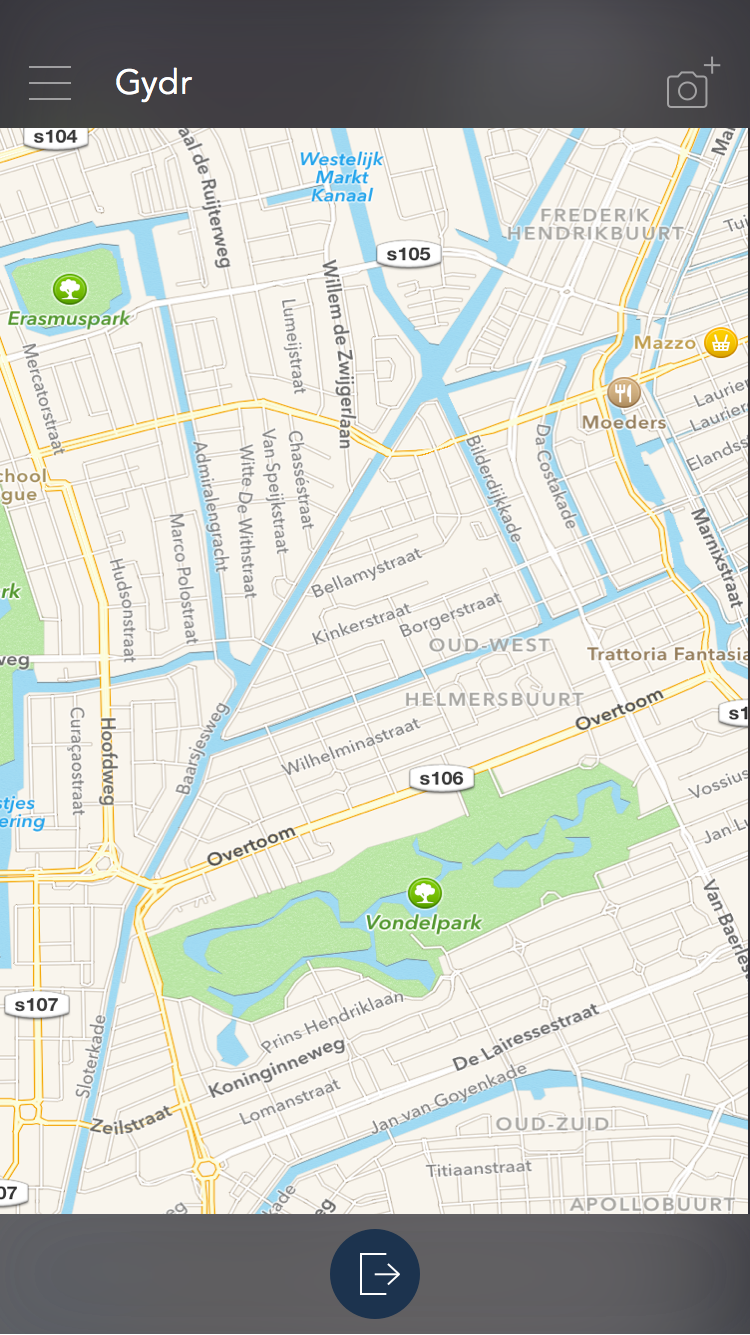 Gydr
s104
Westelijk
Markt
Kanaal
FREDERIK
HENDRIKBUURT
s105
Willem de Zwijgerlaan
Lumeijstraat
Erasmuspark
Mazzo
Moeders
Mercatorstraat
Admiralengracht
Witte De Withstraat
Van Speijkstraat
Chasséstraat
Bilderdijkkade
Da Costakade
Marnixstraat
Marco Polostraat
Hudsonstraat
Bellamystraat
Kinkerstraat
Borgerstraat
OUD-WEST
Trattoria Fantasia
HELMERSBUURT
Overtoom
Curaçaostraat
Hoofdweg
Baarsjesweg
Wilhelminastraat
s106
Overtoom
Vondelpark
s107
Sloterkade
Prins Hendriklaan
Koninginneweg
De Lairessestraat
Lomanstraat
Jan van Goyenkade
Zeilstraat
OUD-ZUID
Titiaanstraat
APOLLOBUURT